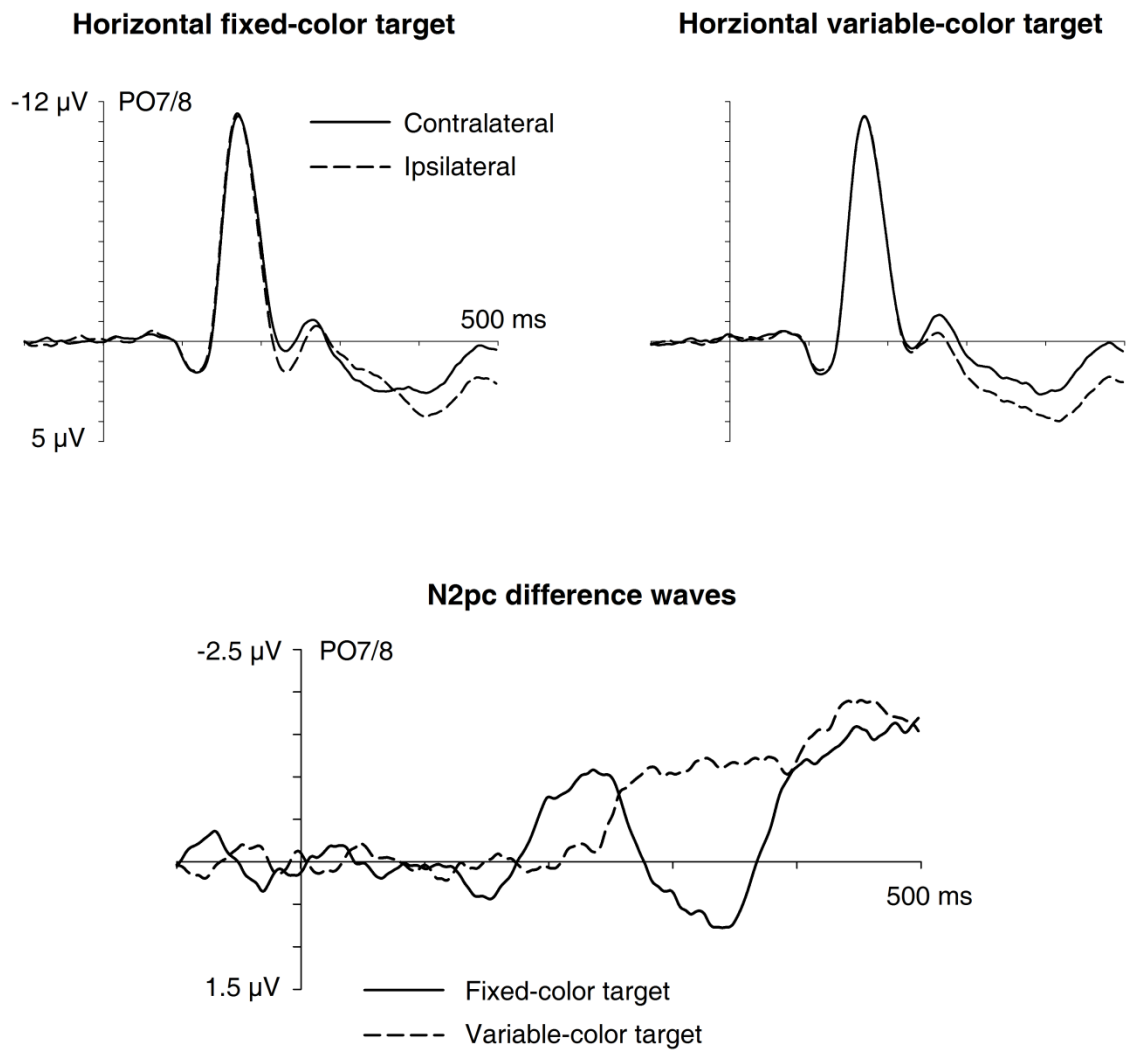 Horizontal fixed-color target
Horziontal variable-color target
-12 µV
PO7/8
Contralateral
Ipsilateral
500 ms
5 µV
N2pc difference waves
-2.5 µV
PO7/8
500 ms
1.5 µV
Fixed-color target
Variable-color target